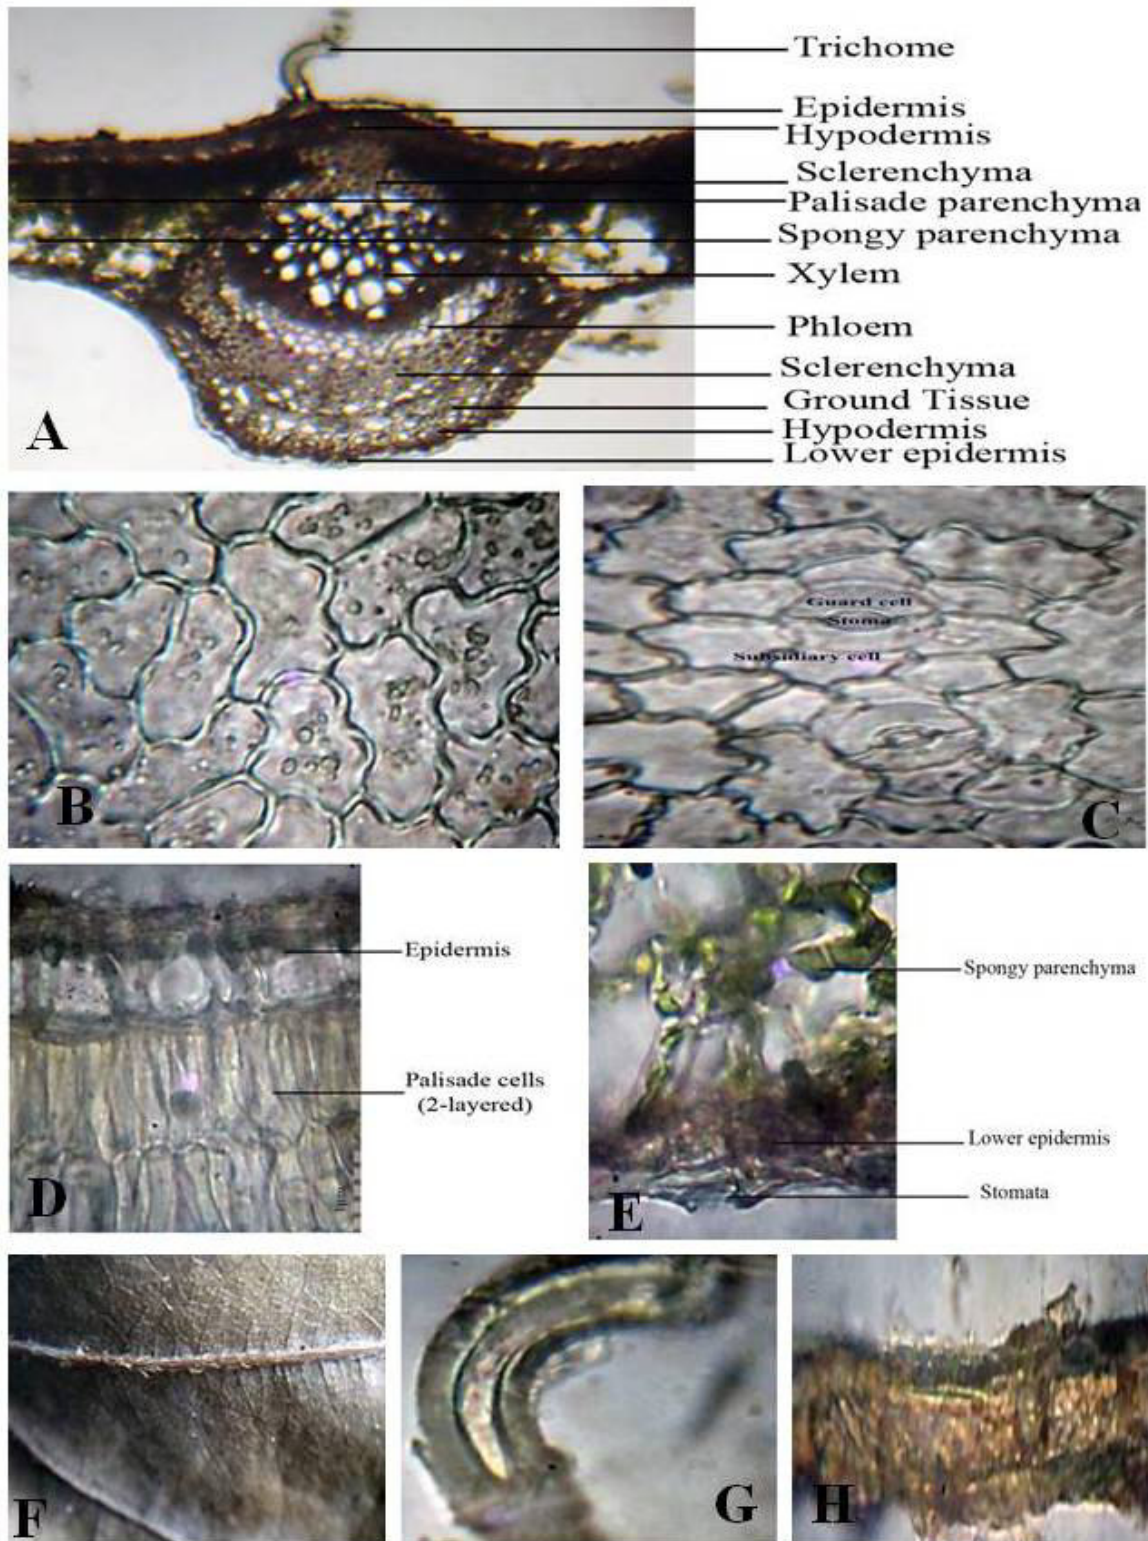 Trichome
Epidermis
Hypodermis
Sclerenchyma
Palisade parenchyma
Spongy parenchyma
Xylem
Phloem
Sclerenchyma
Ground Tissue
Hypodermis
Lower epidermis
A
B
Guard cell
Stoma
Subsidiary cell
C
Epidermis
Palisade cells
(2-layered)
D
Spongy parenchyma
Lower epidermis
Stomata
E
F
G
H